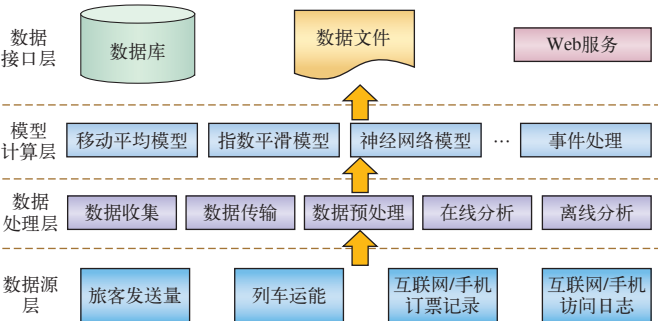 数据
接口层
数据库
数据文件
Web服务
模型
计算层
移动平均模型
指数平滑模型
神经网络模型
…
事件处理
数据
处理层
数据收集
数据传输
数据预处理
在线分析
离线分析
数据源
层
旅客发送量
列车运能
互联网/手机
订票记录
互联网/手机
访问日志